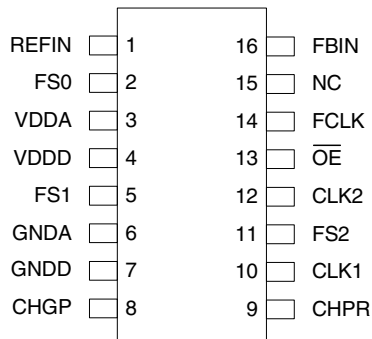 REFIN 1 16 FBIN
FS0 2 15 NC
VDDA 3 14 FCLK
VDDD 4 13 O̅E̅
FS1 5 12 CLK2
GNDA 6 11 FS2
GNDD 7 10 CLK1
CHGP 8 9 CHPR